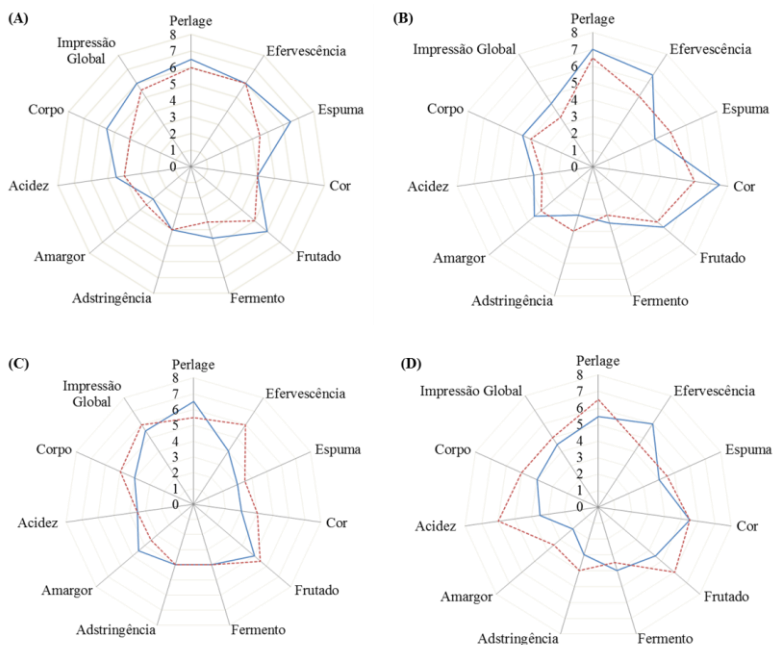 (A)
Perlage
8
7
6
5
4
3
2
1
0
Efervescência
Espuma
Cor
Frutado
Fermento
Adstringência
Amargor
Acidez
Corpo
Impressão
Global
(B)
Perlage
8
7
6
5
4
3
2
1
0
Efervescência
Espuma
Cor
Frutado
Fermento
Adstringência
Amargor
Acidez
Corpo
Impressão Global
(C)
Perlage
8
7
6
5
4
3
2
1
0
Efervescência
Espuma
Cor
Frutado
Fermento
Adstringência
Amargor
Acidez
Corpo
Impressão
Global
(D)
Perlage
8
7
6
5
4
3
2
1
0
Efervescência
Espuma
Cor
Frutado
Fermento
Adstringência
Amargor
Acidez
Corpo
Impressão Global